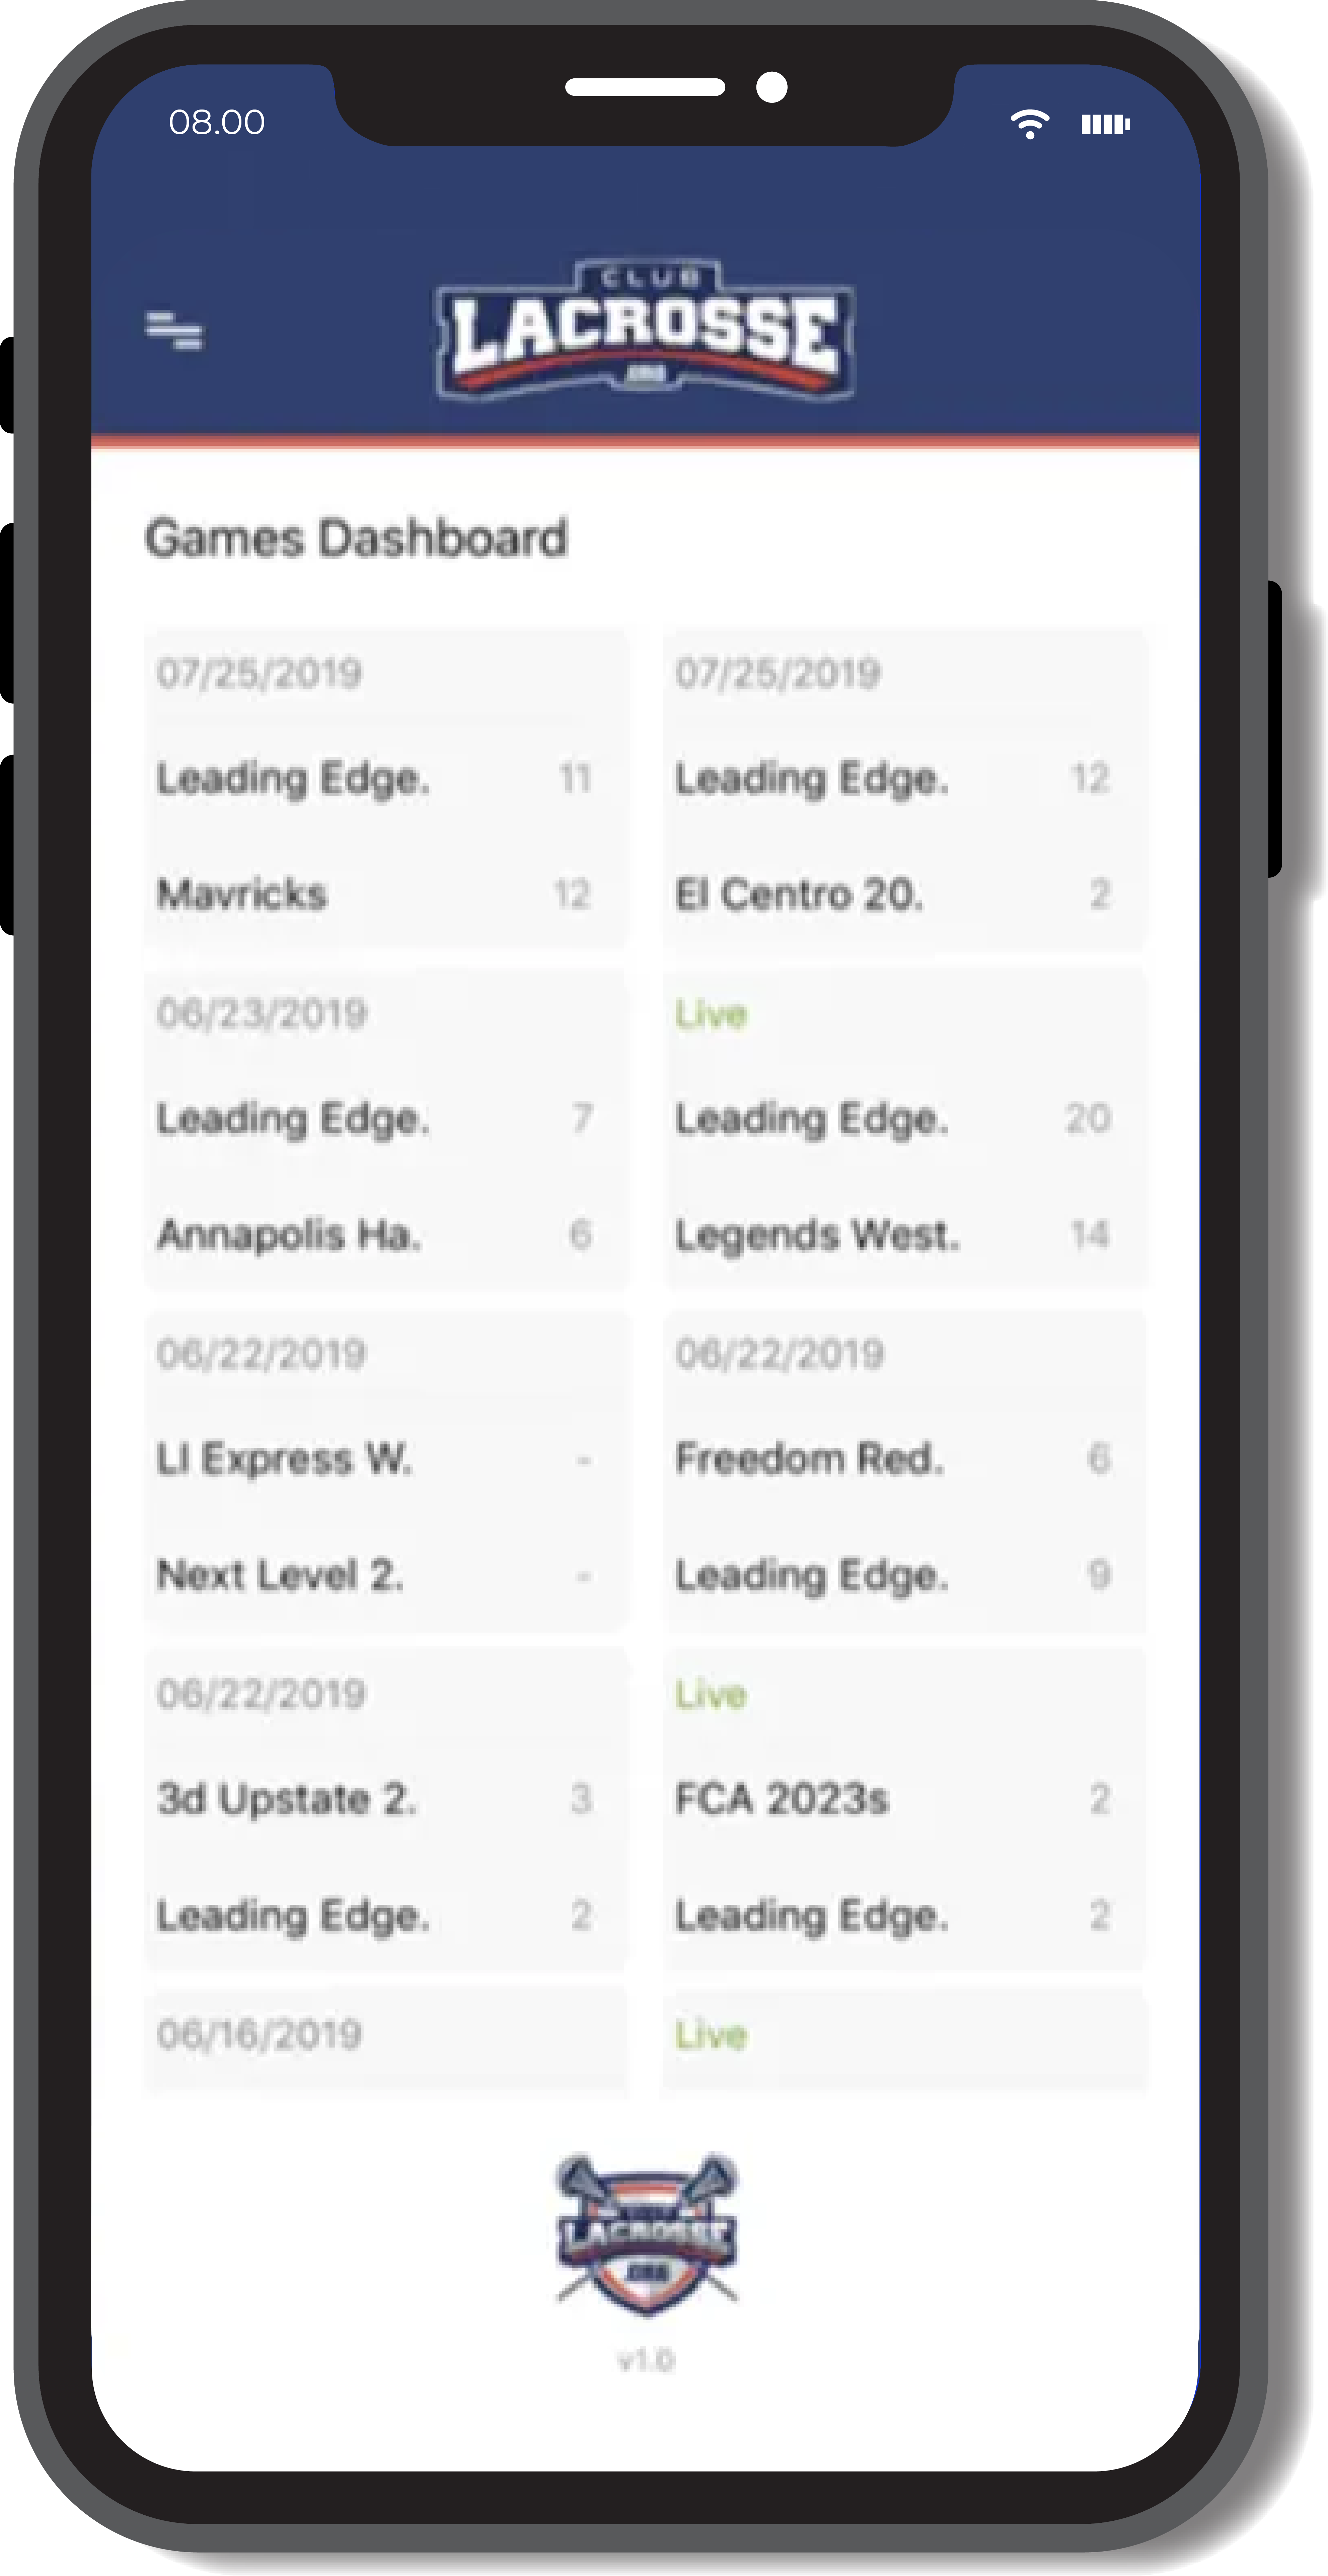 08.00
CLUB
LACROSSE
.ORG
Games Dashboard
07/25/2019
Leading Edge. 11
Mavricks 12
07/25/2019
Leading Edge. 12
El Centro 20. 2
06/23/2019
Leading Edge. 7
Annapolis Ha. 6
Live
Leading Edge. 20
Legends West. 14
06/22/2019
LI Express W. -
Next Level 2. -
06/22/2019
Freedom Red. 6
Leading Edge. 9
06/22/2019
3d Upstate 2. 3
Leading Edge. 2
Live
FCA 2023s 2
Leading Edge. 2
06/16/2019
Live
LACROSSE
.ORG
v1.0